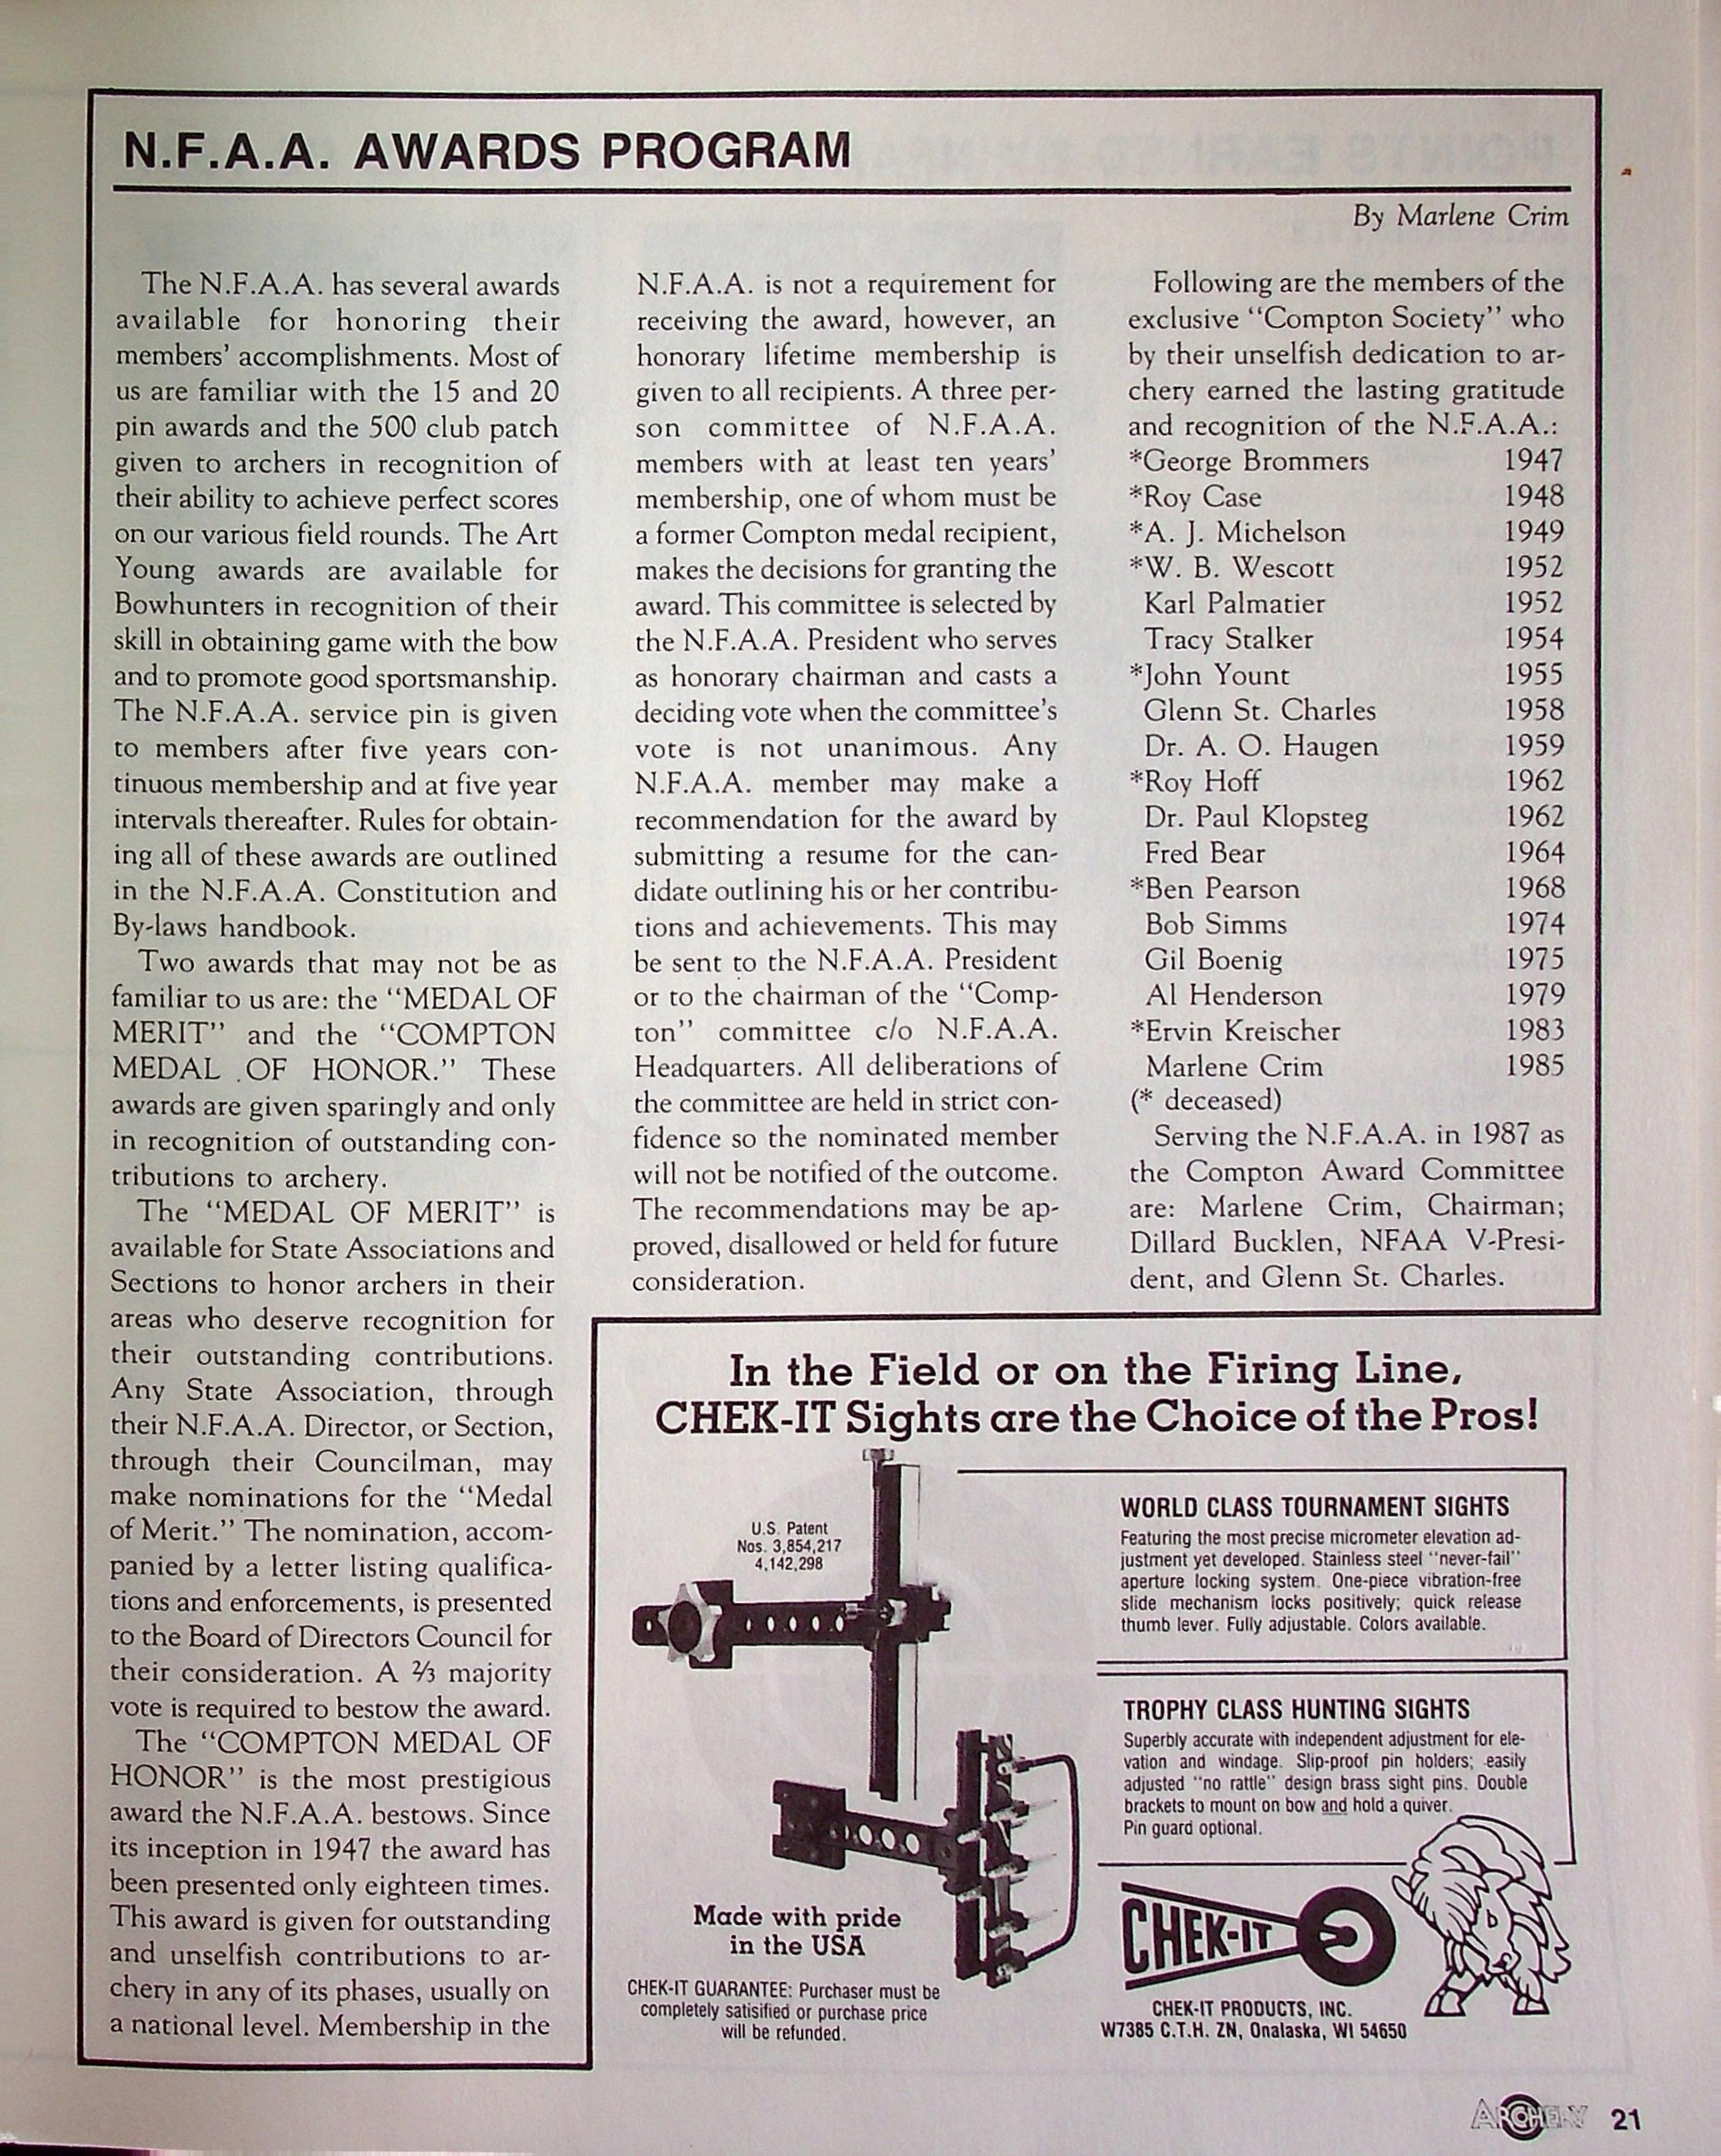 N.F.A.A. AWARDS PROGRAM
By Marlene Crim
The N.F.A.A. has several awards
available for honoring their
members' accomplishments. Most of
us are familiar with the 15 and 20
pin awards and the 500 club patch
given to archers in recognition of
their ability to achieve perfect scores
on our various field rounds. The Art
Young awards are available for
Bowhunters in recognition of their
skill in obtaining game with the bow
and to promote good sportsmanship.
The N.F.A.A. service pin is given
to members after five years con-
tinuous membership and at five year
intervals thereafter. Rules for obtain-
ing all of these awards are outlined
in the N.F.A.A. Constitution and
By-laws handbook.
Two awards that may not be as
familiar to us are: the "MEDAL OF
MERIT" and the "COMPTON
MEDAL OF HONOR." These
awards are given sparingly and only
in recognition of outstanding con-
tributions to archery.
The "MEDAL OF MERIT" is
available for State Associations and
Sections to honor archers in their
areas who deserve recognition for
their outstanding contributions.
Any State Association, through
their N.F.A.A. Director, or Section,
through their Councilman, may
make nominations for the "Medal
of Merit." The nomination, accom-
panied by a letter listing qualifica-
tions and enforcements, is presented
to the Board of Directors Council for
their consideration. A ⅔ majority
vote is required to bestow the award.
The "COMPTON MEDAL OF
HONOR" is the most prestigious
award the N.F.A.A. bestows. Since
its inception in 1947 the award has
been presented only eighteen times.
This award is given for outstanding
and unselfish contributions to ar-
chery in any of its phases, usually on
a national level. Membership in the
N.F.A.A. is not a requirement for
receiving the award, however, an
honorary lifetime membership is
given to all recipients. A three per-
son committee of N.F.A.A.
members with at least ten years'
membership, one of whom must be
a former Compton medal recipient,
makes the decisions for granting the
award. This committee is selected by
the N.F.A.A. President who serves
as honorary chairman and casts a
deciding vote when the committee's
vote is not unanimous. Any
N.F.A.A. member may make a
recommendation for the award by
submitting a resume for the can-
didate outlining his or her contribu-
tions and achievements. This may
be sent to the N.F.A.A. President
or to the chairman of the "Comp-
ton" committee c/o N.F.A.A.
Headquarters. All deliberations of
the committee are held in strict con-
fidence so the nominated member
will not be notified of the outcome.
The recommendations may be ap-
proved, disallowed or held for future
consideration.
Following are the members of the
exclusive "Compton Society" who
by their unselfish dedication to ar-
chery earned the lasting gratitude
and recognition of the N.F.A.A.:
*George Brommers 1947
*Roy Case 1948
*A. J. Michelson 1949
*W. B. Wescott 1952
Karl Palmatier 1952
Tracy Stalker 1954
*John Yount 1955
Glenn St. Charles 1958
Dr. A. O. Haugen 1959
*Roy Hoff 1962
Dr. Paul Klopsteg 1962
Fred Bear 1964
*Ben Pearson 1968
Bob Simms 1974
Gil Boenig 1975
Al Henderson 1979
*Ervin Kreischer 1983
Marlene Crim 1985
(* deceased)
Serving the N.F.A.A. in 1987 as
the Compton Award Committee
are: Marlene Crim, Chairman;
Dillard Bucklen, NFAA V-Presi-
dent, and Glenn St. Charles.
In the Field or on the Firing Line,
CHEK-IT Sights are the Choice of the Pros!
U.S. Patent
Nos. 3,854,217
4,142,298
WORLD CLASS TOURNAMENT SIGHTS
Featuring the most precise micrometer elevation ad-
justment yet developed. Stainless steel "never-fail"
aperture locking system. One-piece vibration-free
slide mechanism locks positively; quick release
thumb lever. Fully adjustable. Colors available.
TROPHY CLASS HUNTING SIGHTS
Superbly accurate with independent adjustment for ele-
vation and windage. Slip-proof pin holders; easily
adjusted "no rattle" design brass sight pins. Double
brackets to mount on bow and hold a quiver.
Pin guard optional.
Made with pride
in the USA
CHEK-IT GUARANTEE: Purchaser must be
completely satisified or purchase price
will be refunded.
CHEK-IT
CHEK-IT PRODUCTS, INC.
W7385 C.T.H. ZN, Onalaska, WI 54650
ARCHERY 21